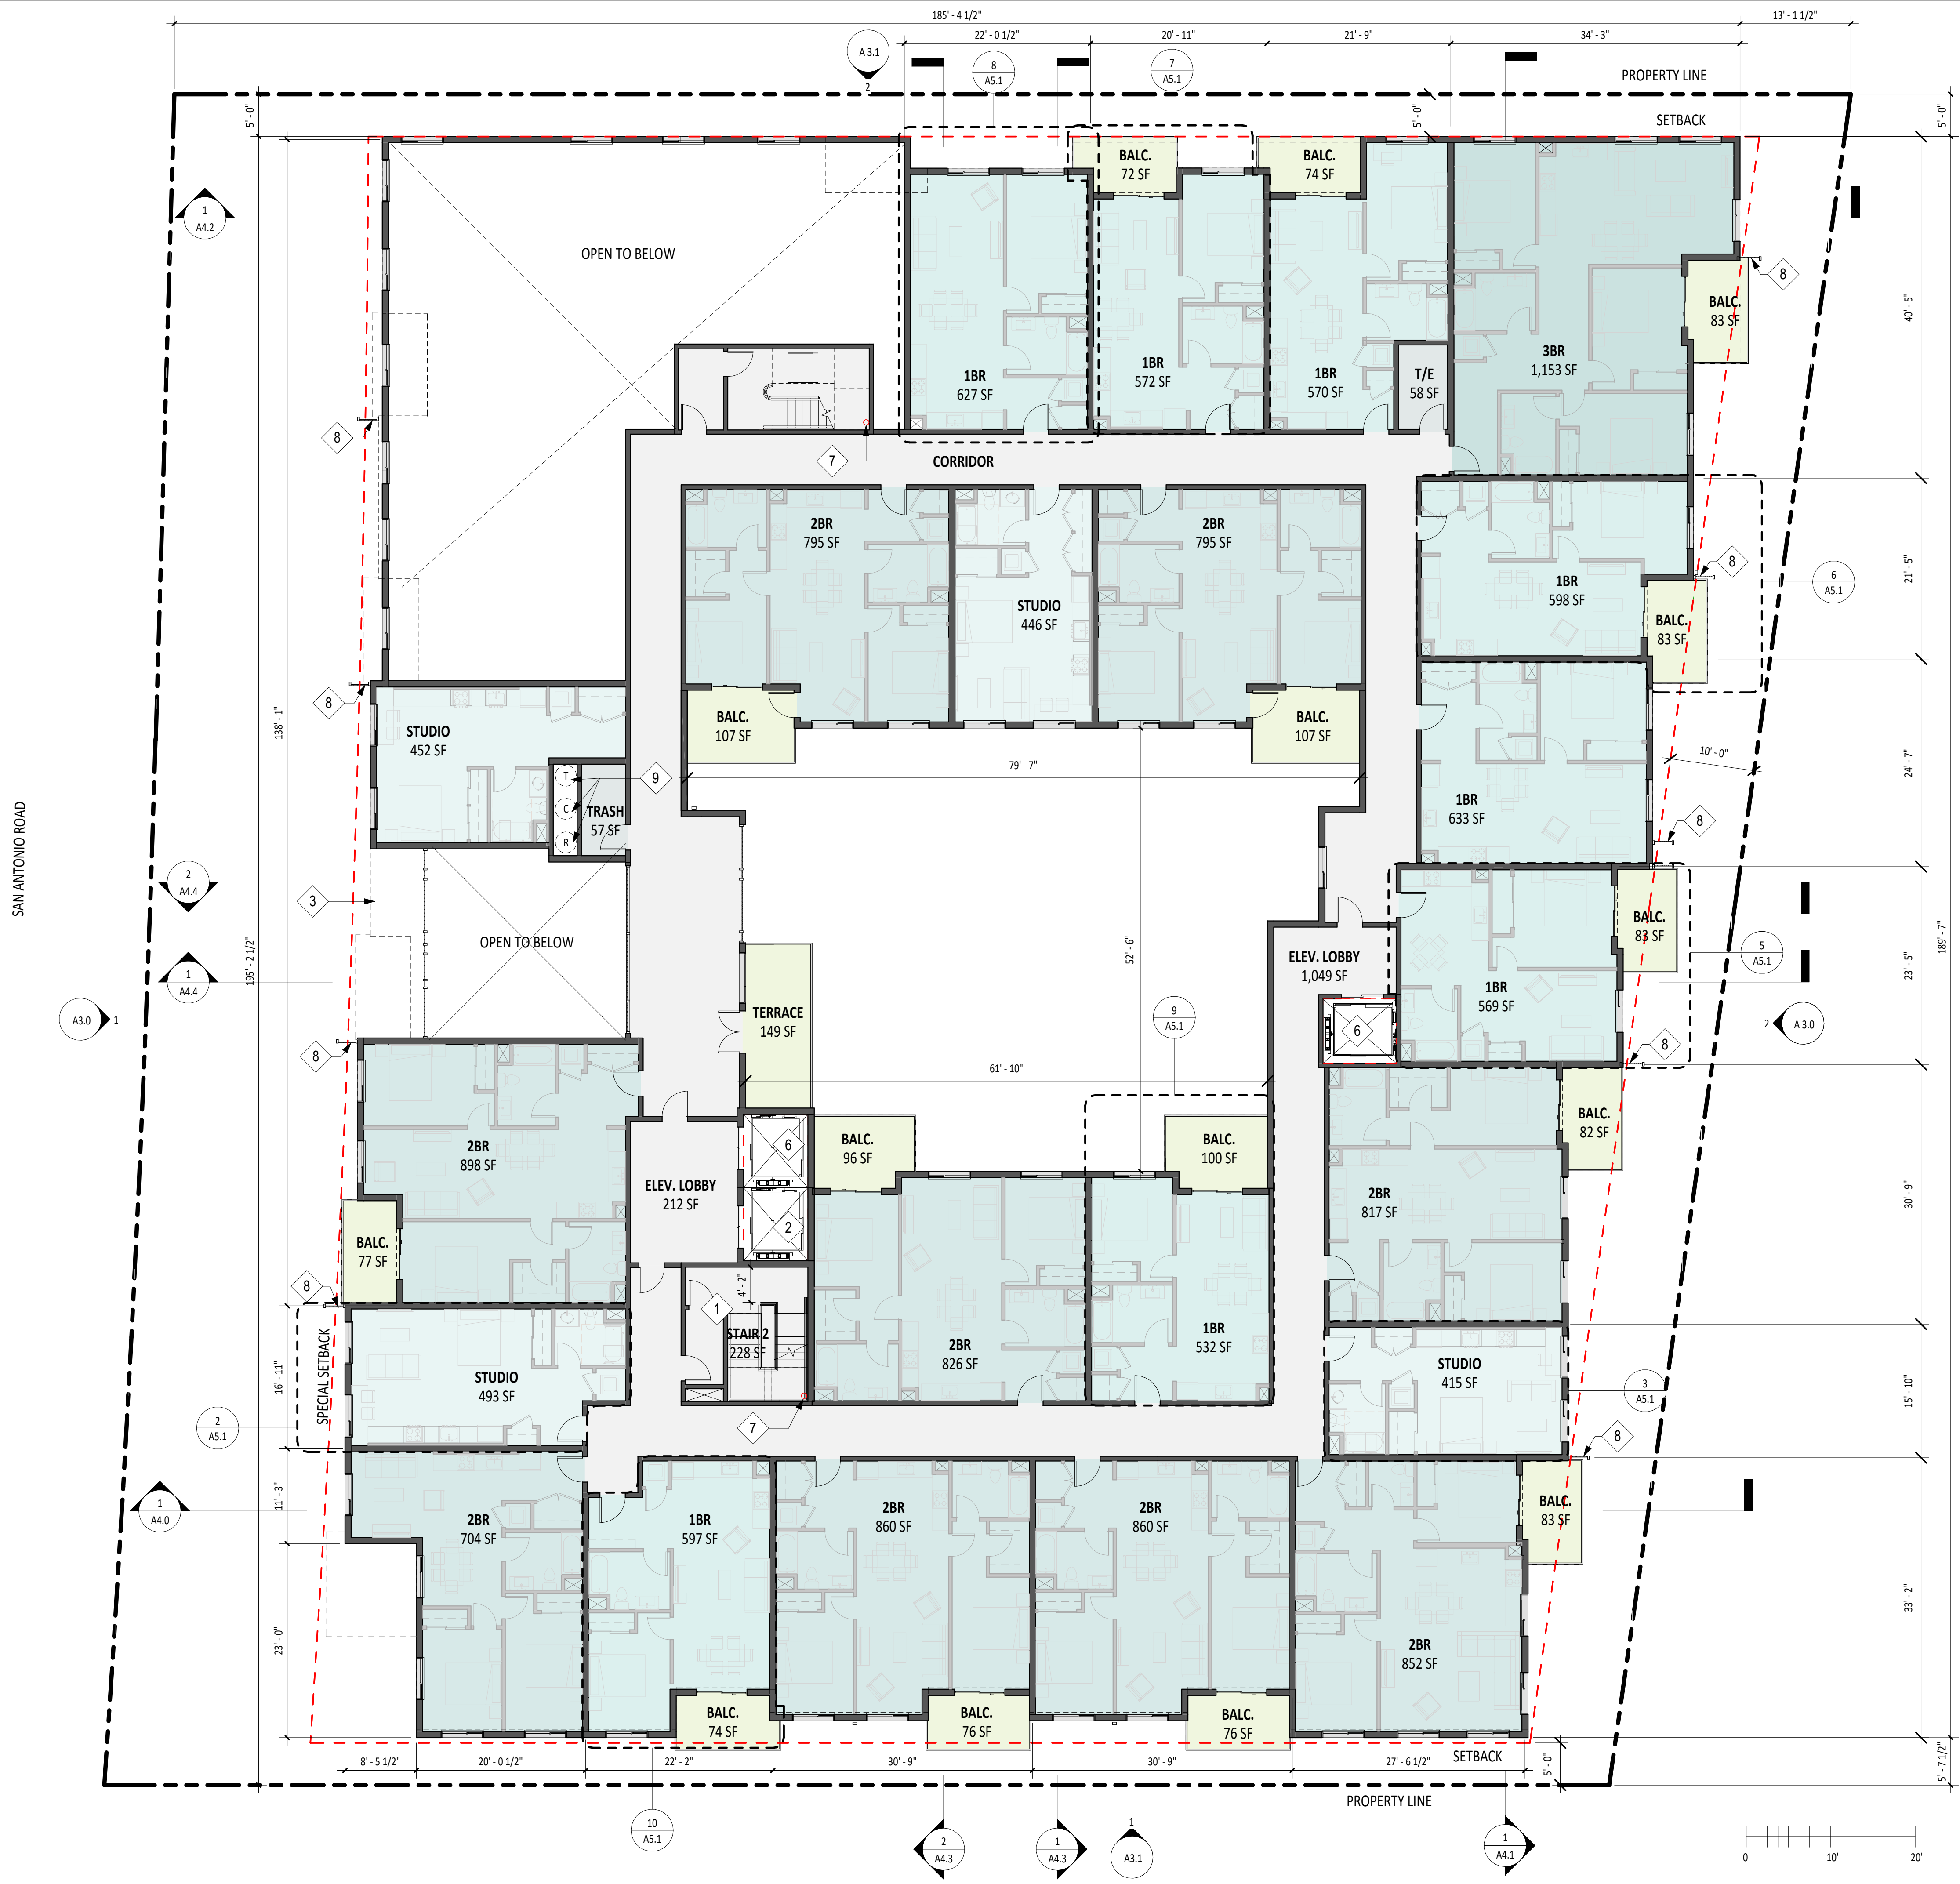 185' - 4 1/2"
13' - 1 1/2"
22' - 0 1/2"
20' - 11"
21' - 9"
34' - 3"
A 3.1
2
8
A5.1
7
A5.1
PROPERTY LINE
5' - 0"
5' - 0"
5' - 0"
SETBACK
BALC.
72 SF
BALC.
74 SF
1
A4.2
OPEN TO BELOW
8
BALC.
83 SF
40' - 5"
3BR
1,153 SF
1BR
627 SF
1BR
572 SF
1BR
570 SF
T/E
58 SF
8
7
CORRIDOR
2BR
795 SF
STUDIO
446 SF
2BR
795 SF
1BR
598 SF
8
6
A5.1
21' - 5"
BALC.
83 SF
8
138' - 1"
STUDIO
452 SF
BALC.
107 SF
BALC.
107 SF
79' - 7"
10' - 0"
24' - 7"
T
C
R
9
TRASH
57 SF
1BR
633 SF
8
SAN ANTONIO ROAD
2
A4.4
3
OPEN TO BELOW
195' - 2 1/2"
52' - 6"
BALC.
83 SF
23' - 5"
189' - 7"
5
A5.1
ELEV. LOBBY
1,049 SF
1
A4.4
1BR
569 SF
A3.0
1
TERRACE
149 SF
9
A5.1
6
2
A 3.0
8
8
61' - 10"
BALC.
82 SF
2BR
898 SF
6
BALC.
96 SF
BALC.
100 SF
ELEV. LOBBY
212 SF
2BR
817 SF
30' - 9"
2
BALC.
77 SF
8
4' - 2"
1
STAIR 2
228 SF
2BR
826 SF
1BR
532 SF
STUDIO
415 SF
SPECIAL SETBACK
16' - 11"
STUDIO
493 SF
3
A5.1
15' - 10"
2
A5.1
7
8
1
A4.0
11' - 3"
2BR
704 SF
1BR
597 SF
2BR
860 SF
2BR
860 SF
BALC.
83 SF
33' - 2"
23' - 0"
2BR
852 SF
BALC.
74 SF
BALC.
76 SF
BALC.
76 SF
8' - 5 1/2"
20' - 0 1/2"
22' - 2"
30' - 9"
30' - 9"
27' - 6 1/2"
SETBACK
5' - 0"
5' - 7 1/2"
PROPERTY LINE
10
A5.1
2
A4.3
1
A4.3
1
A3.1
1
A4.1
0
10'
20'